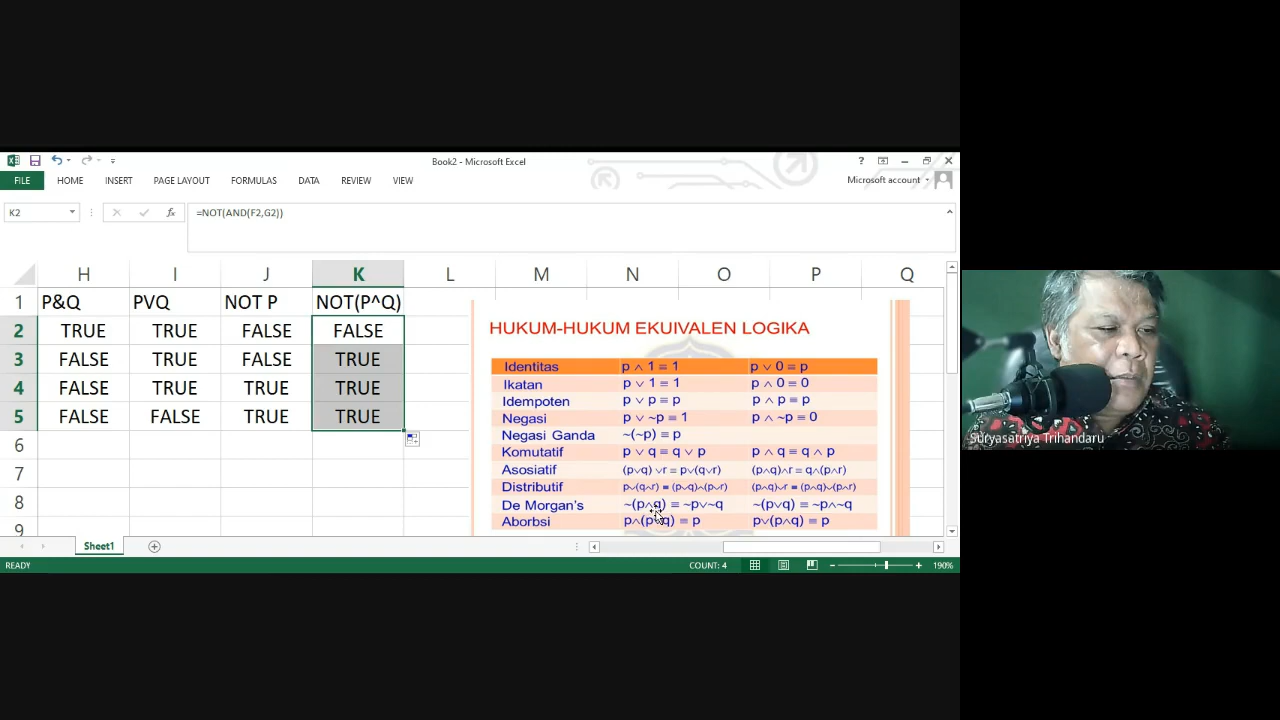 Book2 - Microsoft Excel
FILE HOME INSERT PAGE LAYOUT FORMULAS DATA REVIEW VIEW Microsoft account
K2 fx =NOT(AND(F2,G2))
H I J K L M N O P Q
1 P&Q PVQ NOT P NOT(P^Q)
2 TRUE TRUE FALSE FALSE
3 FALSE TRUE FALSE TRUE
4 FALSE TRUE TRUE TRUE
5 FALSE FALSE TRUE TRUE
6
7
8
9
HUKUM-HUKUM EKUIVALEN LOGIKA
Identitas p ∧ 1 ≡ 1 p ∨ 0 ≡ p
Ikatan p ∨ 1 ≡ 1 p ∧ 0 ≡ 0
Idempoten p ∨ p ≡ p p ∧ p ≡ p
Negasi p ∨ ~p ≡ 1 p ∧ ~p ≡ 0
Negasi Ganda ~(~p) ≡ p
Komutatif p ∨ q ≡ q ∨ p p ∧ q ≡ q ∧ p
Asosiatif (p∨q) ∨r ≡ p∨(q∨r) (p∧q)∧r ≡ q∧(p∧r)
Distributif p∨(q∧r) ≡ (p∨q)∧(p∨r) (p∧q)∨r ≡ (p∧q)∨(p∧r)
De Morgan's ~(p∧q) ≡ ~p∨~q ~(p∨q) ≡ ~p∧~q
Aborbsi p∧(p∨q) ≡ p p∨(p∧q) ≡ p
Suryasatriya Trihandaru
Sheet1
READY COUNT: 4 190%